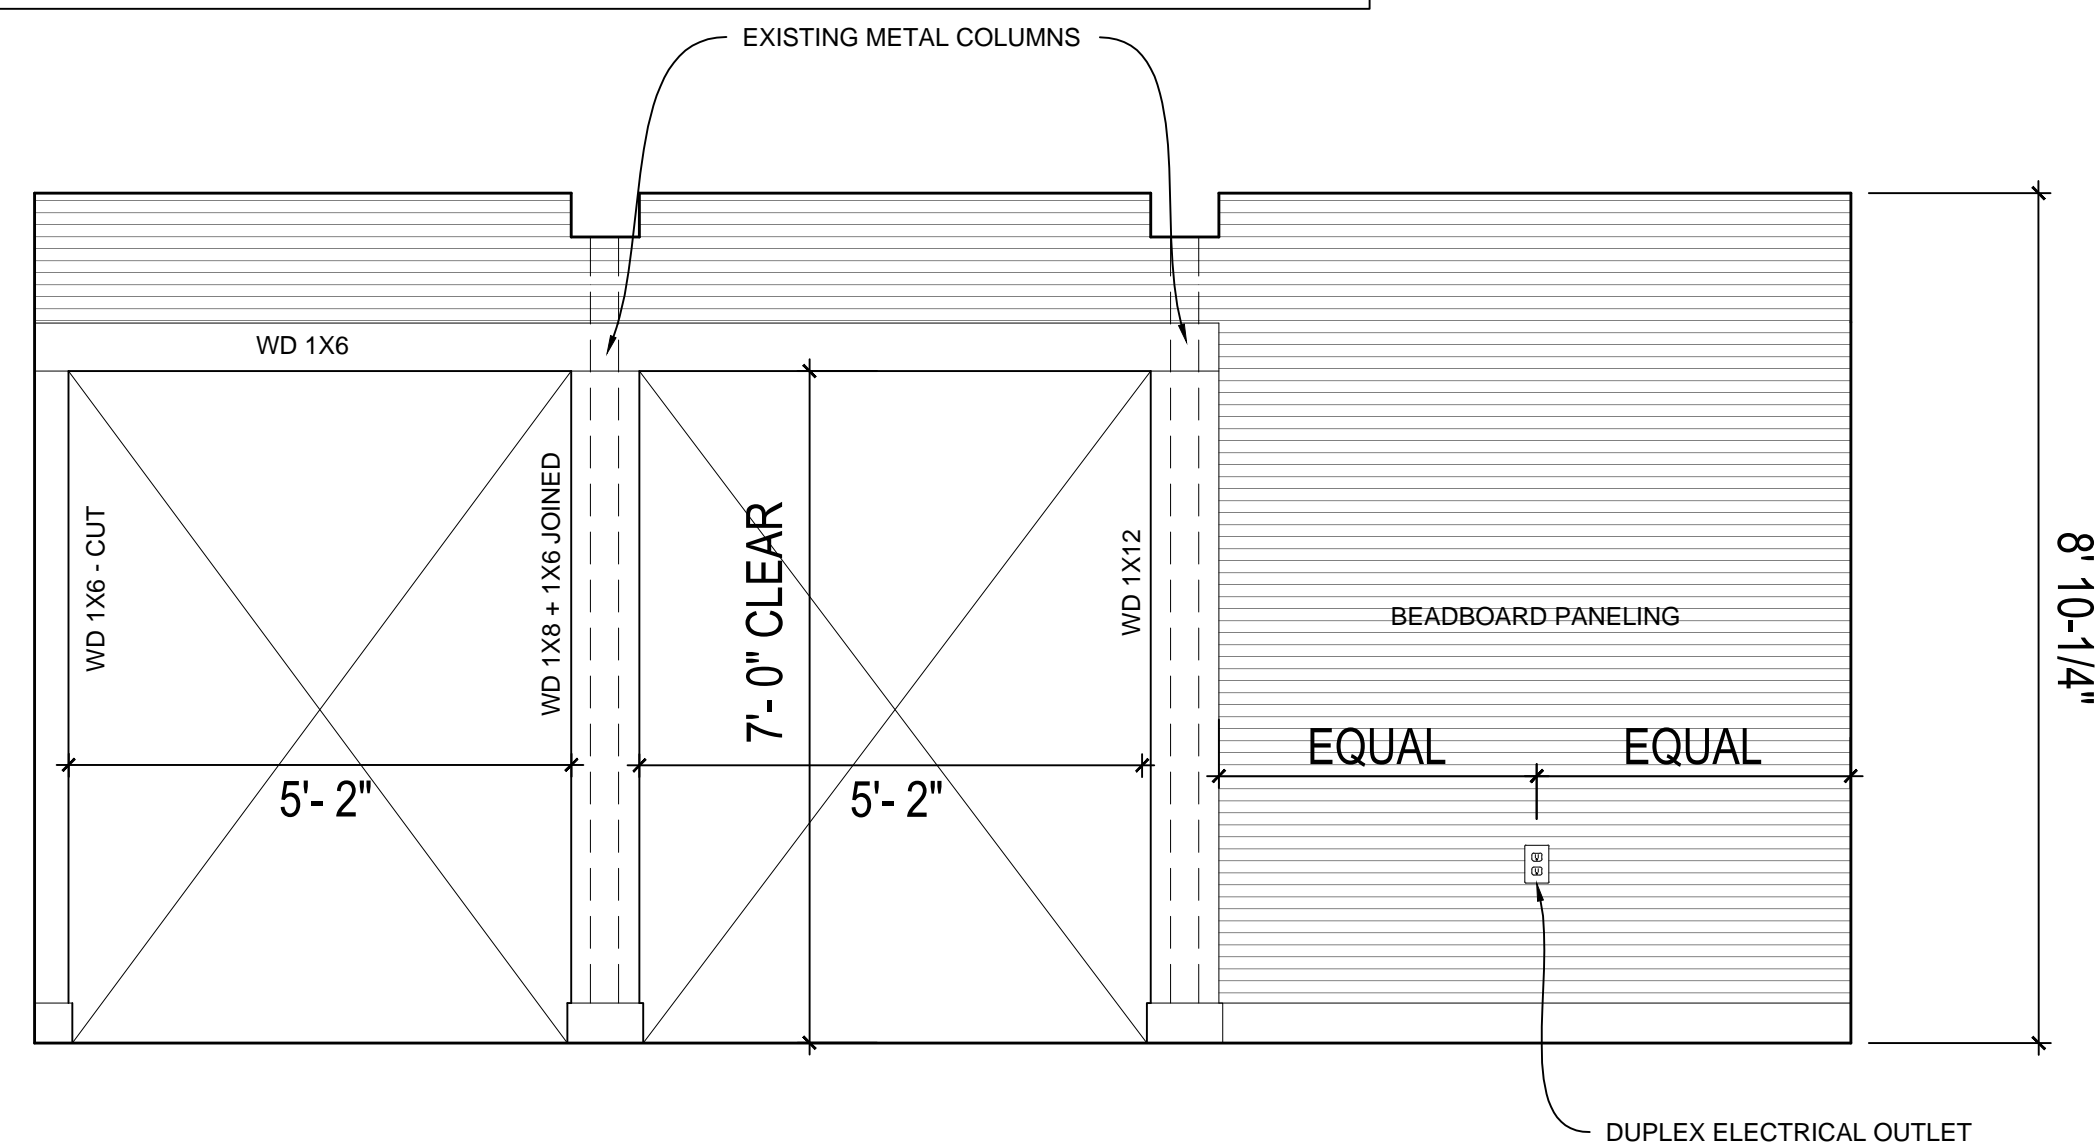 EXISTING METAL COLUMNS
WD 1X6
WD 1X6 - CUT
WD 1X8 + 1X6 JOINED
7'- 0" CLEAR
WD 1X12
BEADBOARD PANELING
8' 10-1/4"
EQUAL
EQUAL
5'- 2"
5'- 2"
DUPLEX ELECTRICAL OUTLET